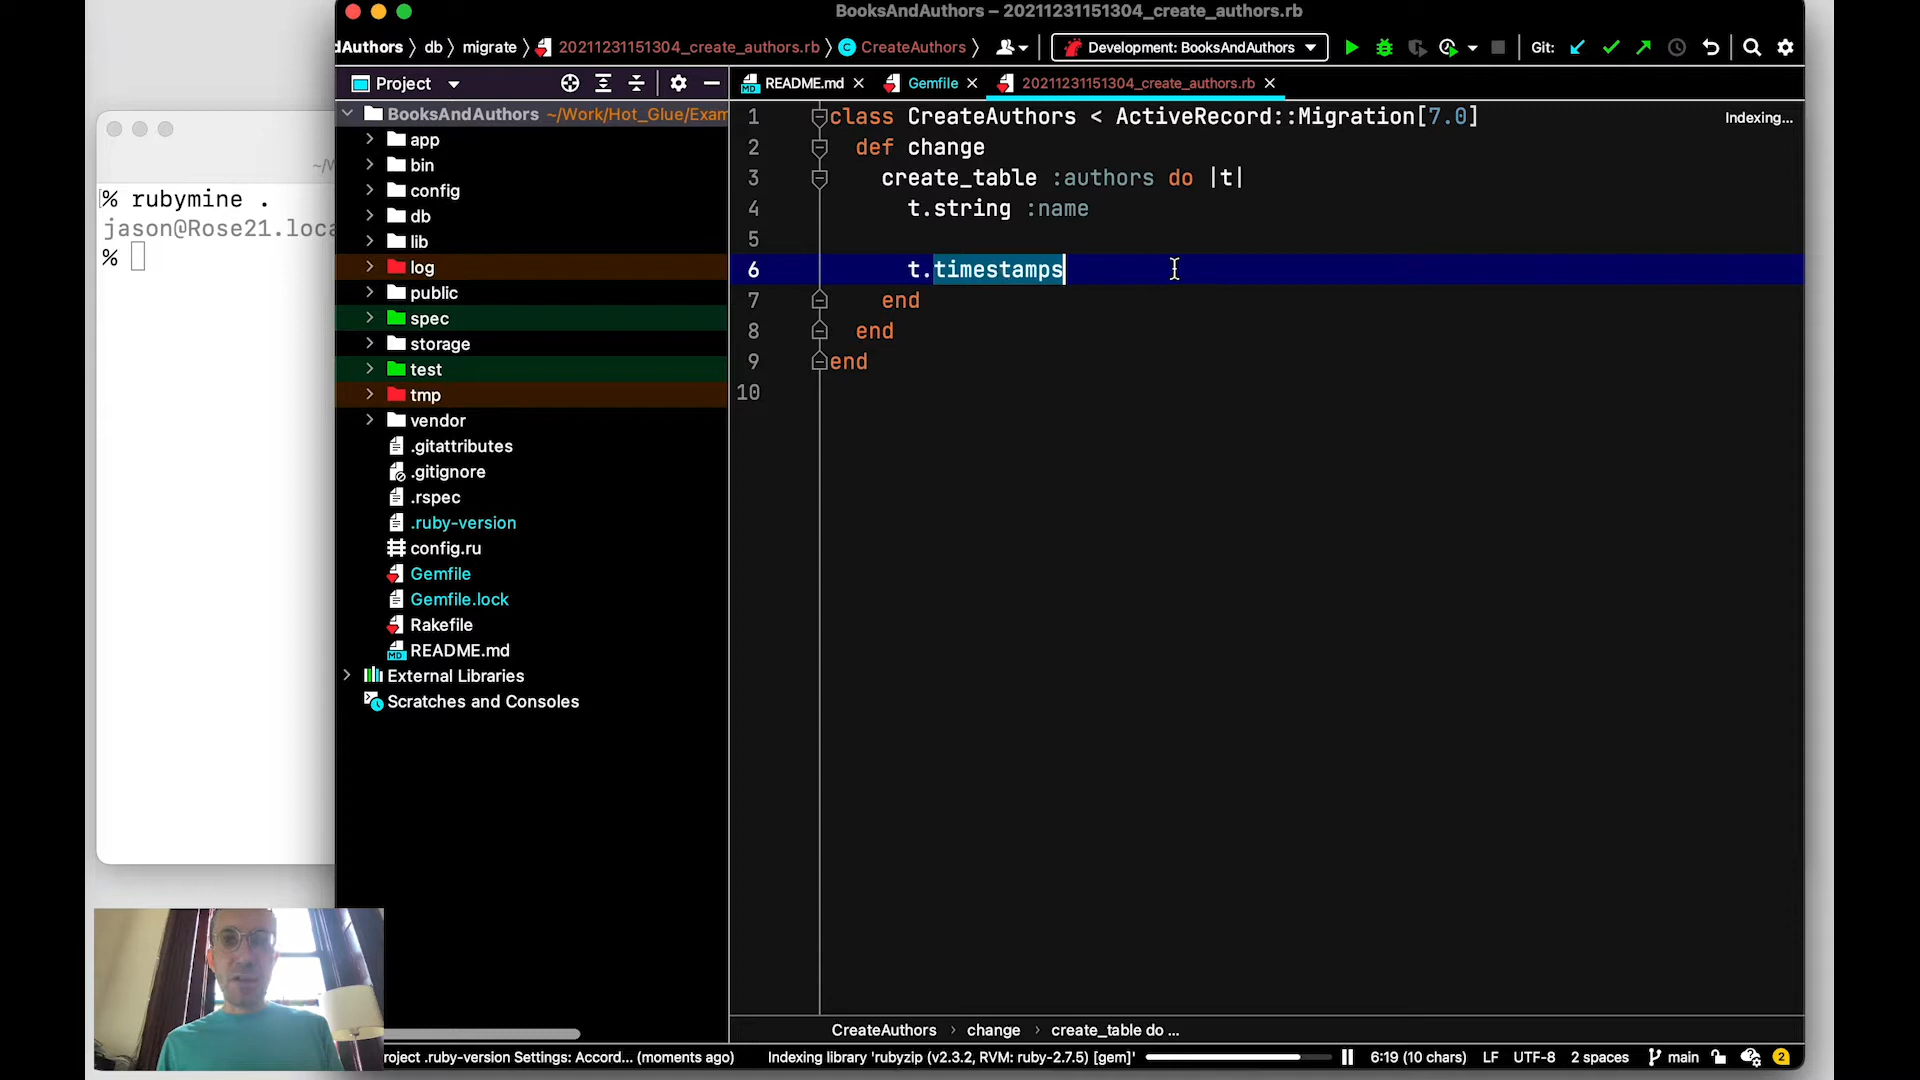 BooksAndAuthors – 20211231151304_create_authors.rb
dAuthors 〉 db 〉 migrate 〉 20211231151304_create_authors.rb 〉 CreateAuthors 〉 Development: BooksAndAuthors Git:
Project
README.md Gemfile 20211231151304_create_authors.rb
% rubymine .
jason@Rose21.loca
%
BooksAndAuthors ~/Work/Hot_Glue/Exam
app
bin
config
db
lib
log
public
spec
storage
test
tmp
vendor
.gitattributes
.gitignore
.rspec
.ruby-version
config.ru
Gemfile
Gemfile.lock
Rakefile
README.md
External Libraries
Scratches and Consoles
Indexing...
1 class CreateAuthors < ActiveRecord::Migration[7.0]
2 def change
3 create_table :authors do |t|
4 t.string :name
5
6 t.timestamps
7 end
8 end
9 end
10
CreateAuthors › change › create_table do ...
roject .ruby-version Settings: Accord... (moments ago) Indexing library 'rubyzip (v2.3.2, RVM: ruby-2.7.5) [gem]' 6:19 (10 chars) LF UTF-8 2 spaces main 2